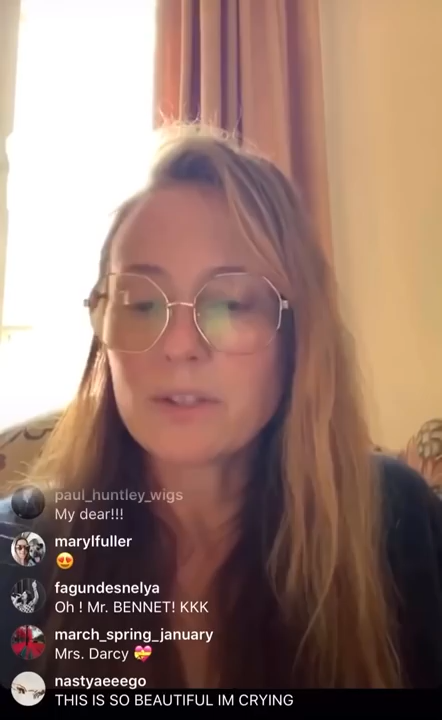 paul_huntley_wigs
My dear!!!
marylfuller
😍
fagundesnelya
Oh ! Mr. BENNET! KKK
march_spring_january
Mrs. Darcy 💝
nastyaeeego
THIS IS SO BEAUTIFUL IM CRYING